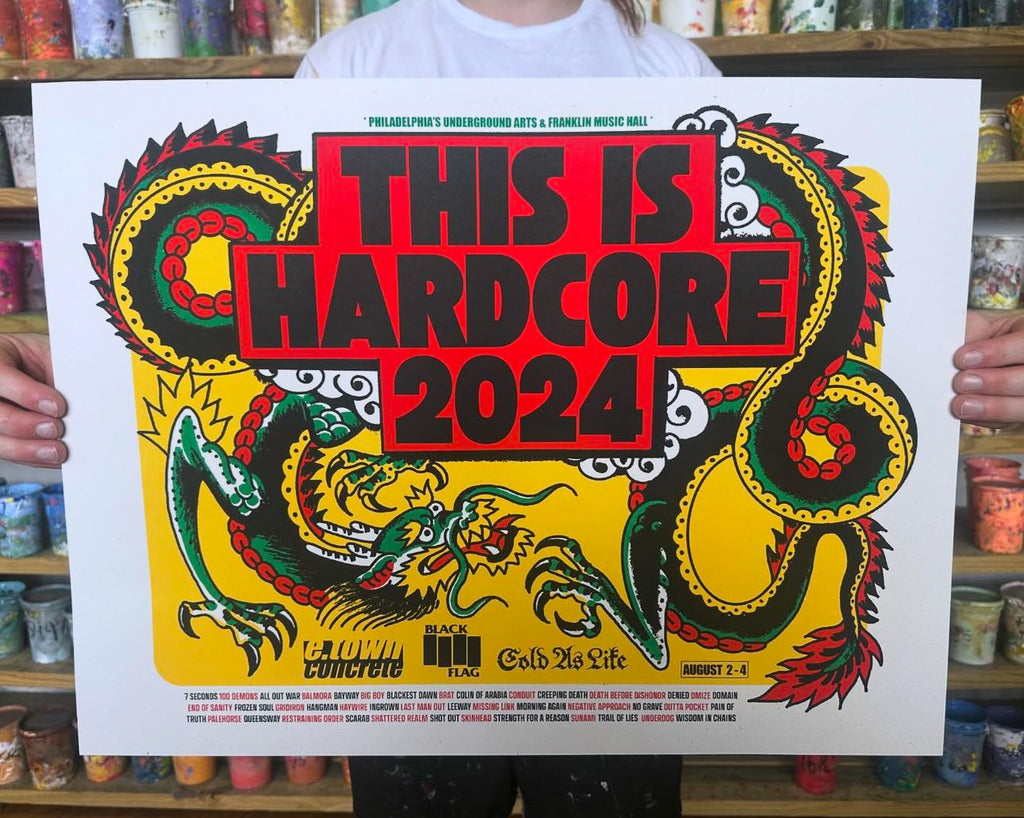 * PHILADELPHIA'S UNDERGROUND ARTS & FRANKLIN MUSIC HALL *
THIS IS
HARDCORE
2024
e.town
concrete
BLACK
FLAG
Cold As Life
AUGUST 2-4
7 SECONDS 100 DEMONS ALL OUT WAR BALMORA BAYWAY BIG BOY BLACKEST DAWN BRAT COLIN OF ARABIA CONDUIT CREEPING DEATH DEATH BEFORE DISHONOR DENIED DMIZE DOMAIN
END OF SANITY FROZEN SOUL GRIDIRON HANGMAN HAYWIRE INGROWN LAST MAN OUT LEEWAY MISSING LINK MORNING AGAIN NEGATIVE APPROACH NO GRAVE OUTTA POCKET PAIN OF
TRUTH PALEHORSE QUEENSWAY RESTRAINING ORDER SCARAB SHATTERED REALM SHOT OUT SKINHEAD STRENGTH FOR A REASON SUNAMI TRAIL OF LIES UNDERDOG WISDOM IN CHAINS